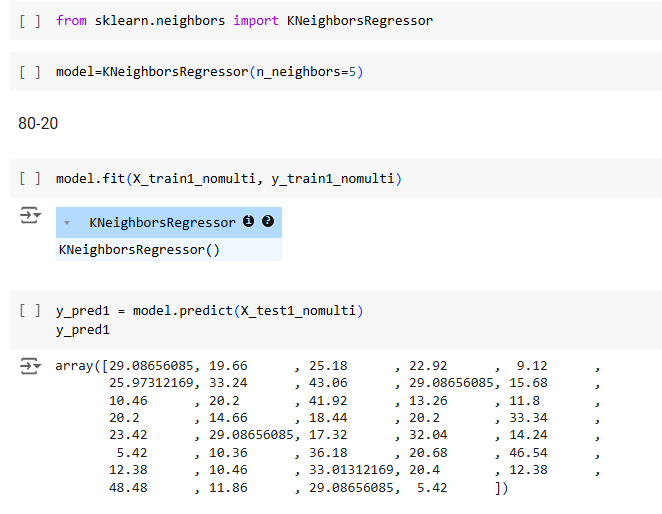 [ ] from sklearn.neighbors import KNeighborsRegressor
[ ] model=KNeighborsRegressor(n_neighbors=5)
80-20
[ ] model.fit(X_train1_nomulti, y_train1_nomulti)
KNeighborsRegressor
KNeighborsRegressor()
[ ] y_pred1 = model.predict(X_test1_nomulti)
y_pred1
array([29.08656085, 19.66      , 25.18      , 22.92      ,  9.12      ,
       25.97312169, 33.24      , 43.06      , 29.08656085, 15.68      ,
       10.46      , 20.2       , 41.92      , 13.26      , 11.8       ,
       20.2       , 14.66      , 18.44      , 20.2       , 33.34      ,
       23.42      , 29.08656085, 17.32      , 32.04      , 14.24      ,
        5.42      , 10.36      , 36.18      , 20.68      , 46.54      ,
       12.38      , 10.46      , 33.01312169, 20.4       , 12.38      ,
       48.48      , 11.86      , 29.08656085,  5.42      ])